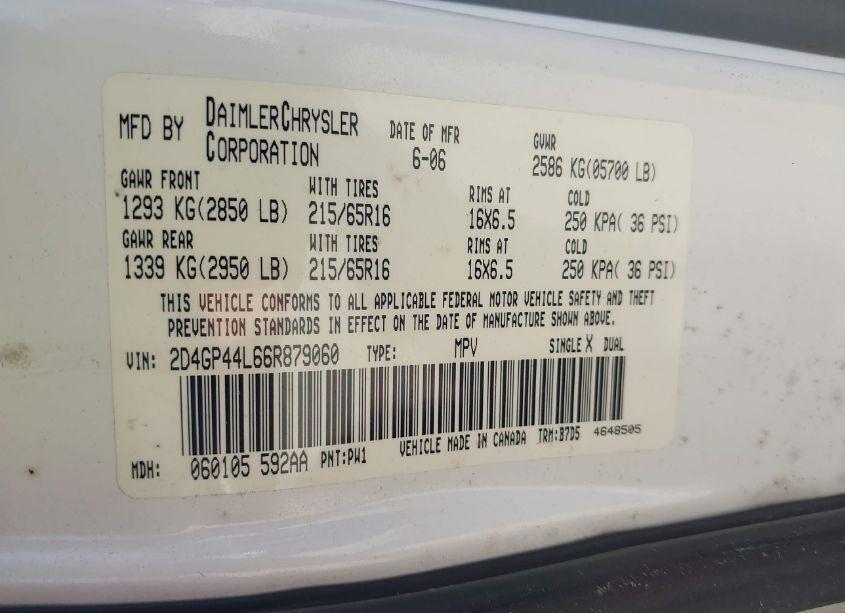 MFD BY DAIMLERCHRYSLER CORPORATION DATE OF MFR 6-06 GVWR 2586 KG(05700 LB)
GAWR FRONT WITH TIRES RIMS AT COLD
1293 KG(2850 LB) 215/65R16 16X6.5 250 KPA( 36 PSI)
GAWR REAR WITH TIRES RIMS AT COLD
1339 KG(2950 LB) 215/65R16 16X6.5 250 KPA( 36 PSI)
THIS VEHICLE CONFORMS TO ALL APPLICABLE FEDERAL MOTOR VEHICLE SAFETY AND THEFT
PREVENTION STANDARDS IN EFFECT ON THE DATE OF MANUFACTURE SHOWN ABOVE.
VIN: 2D4GP44L66R879060 TYPE: MPV SINGLE X DUAL
MDH: 060105 592AA PNT:PW1 VEHICLE MADE IN CANADA TRM:B7D5 4648505